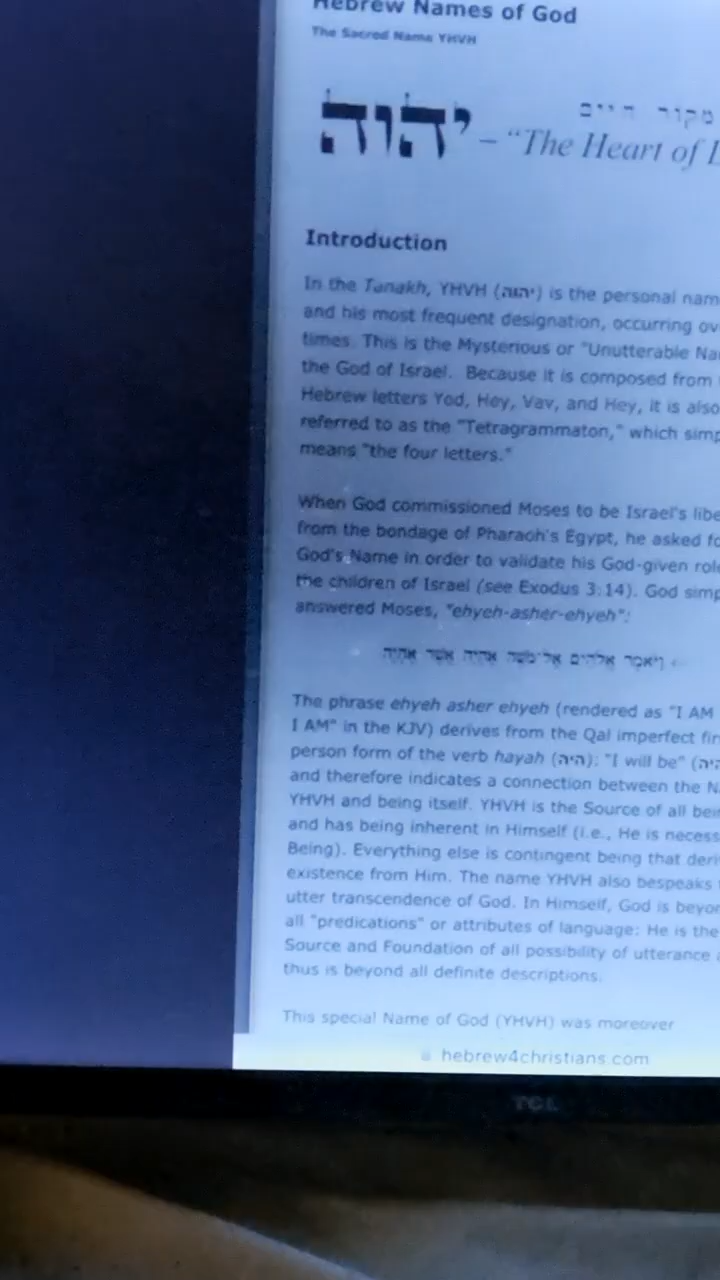 Hebrew Names of God
The Sacred Name YHVH
מקור היים
יהוה – “The Heart of
Introduction
In the Tanakh, YHVH (יהוה) is the personal nam
and his most frequent designation, occurring ov
times. This is the Mysterious or "Unutterable Na
the God of Israel. Because it is composed from
Hebrew letters Yod, Hey, Vav, and Hey, it is also
referred to as the "Tetragrammaton," which simp
means "the four letters."
When God commissioned Moses to be Israel's libe
from the bondage of Pharaoh's Egypt, he asked fo
God's Name in order to validate his God-given role
the children of Israel (see Exodus 3:14). God simp
answered Moses, "ehyeh-asher-ehyeh":
ויאמר אלהים אל־משה אהיה אשר אהיה
The phrase ehyeh asher ehyeh (rendered as "I AM
I AM" in the KJV) derives from the Qal imperfect fir
person form of the verb hayah (היה): "I will be"
and therefore indicates a connection between the N
YHVH and being itself. YHVH is the Source of all bei
and has being inherent in Himself (i.e., He is necess
Being). Everything else is contingent being that deri
existence from Him. The name YHVH also bespeaks
utter transcendence of God. In Himself, God is beyo
all "predications" or attributes of language: He is the
Source and Foundation of all possibility of utterance a
thus is beyond all definite descriptions.
This special Name of God (YHVH) was moreover
hebrew4christians.com
TCL